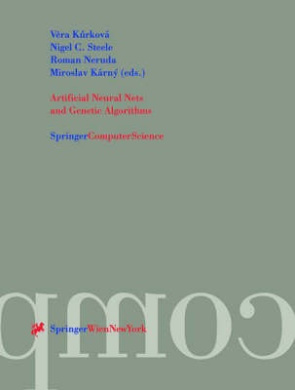 Věra Kůrková
Nigel C. Steele
Roman Neruda
Miroslav Kárný (eds.)
Artificial Neural Nets
and Genetic Algorithms
SpringerComputerScience
comp
SpringerWienNewYork